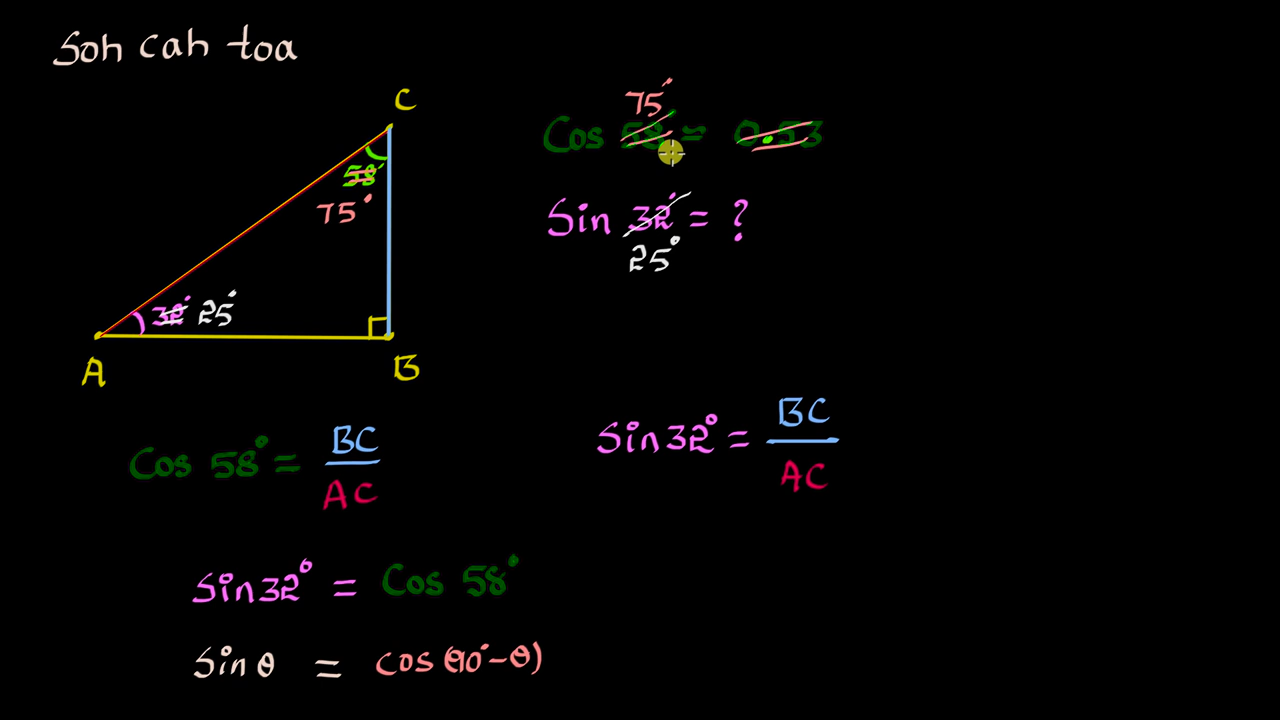 Soh Cah toa
C
75°
Cos 58° = 0.53
58°
75°
Sin 32° = ?
25°
32° 25°
A
B
Cos 58° = BC
AC
Sin 32° = BC
AC
Sin 32° = Cos 58°
Sin θ = cos (90° - θ)